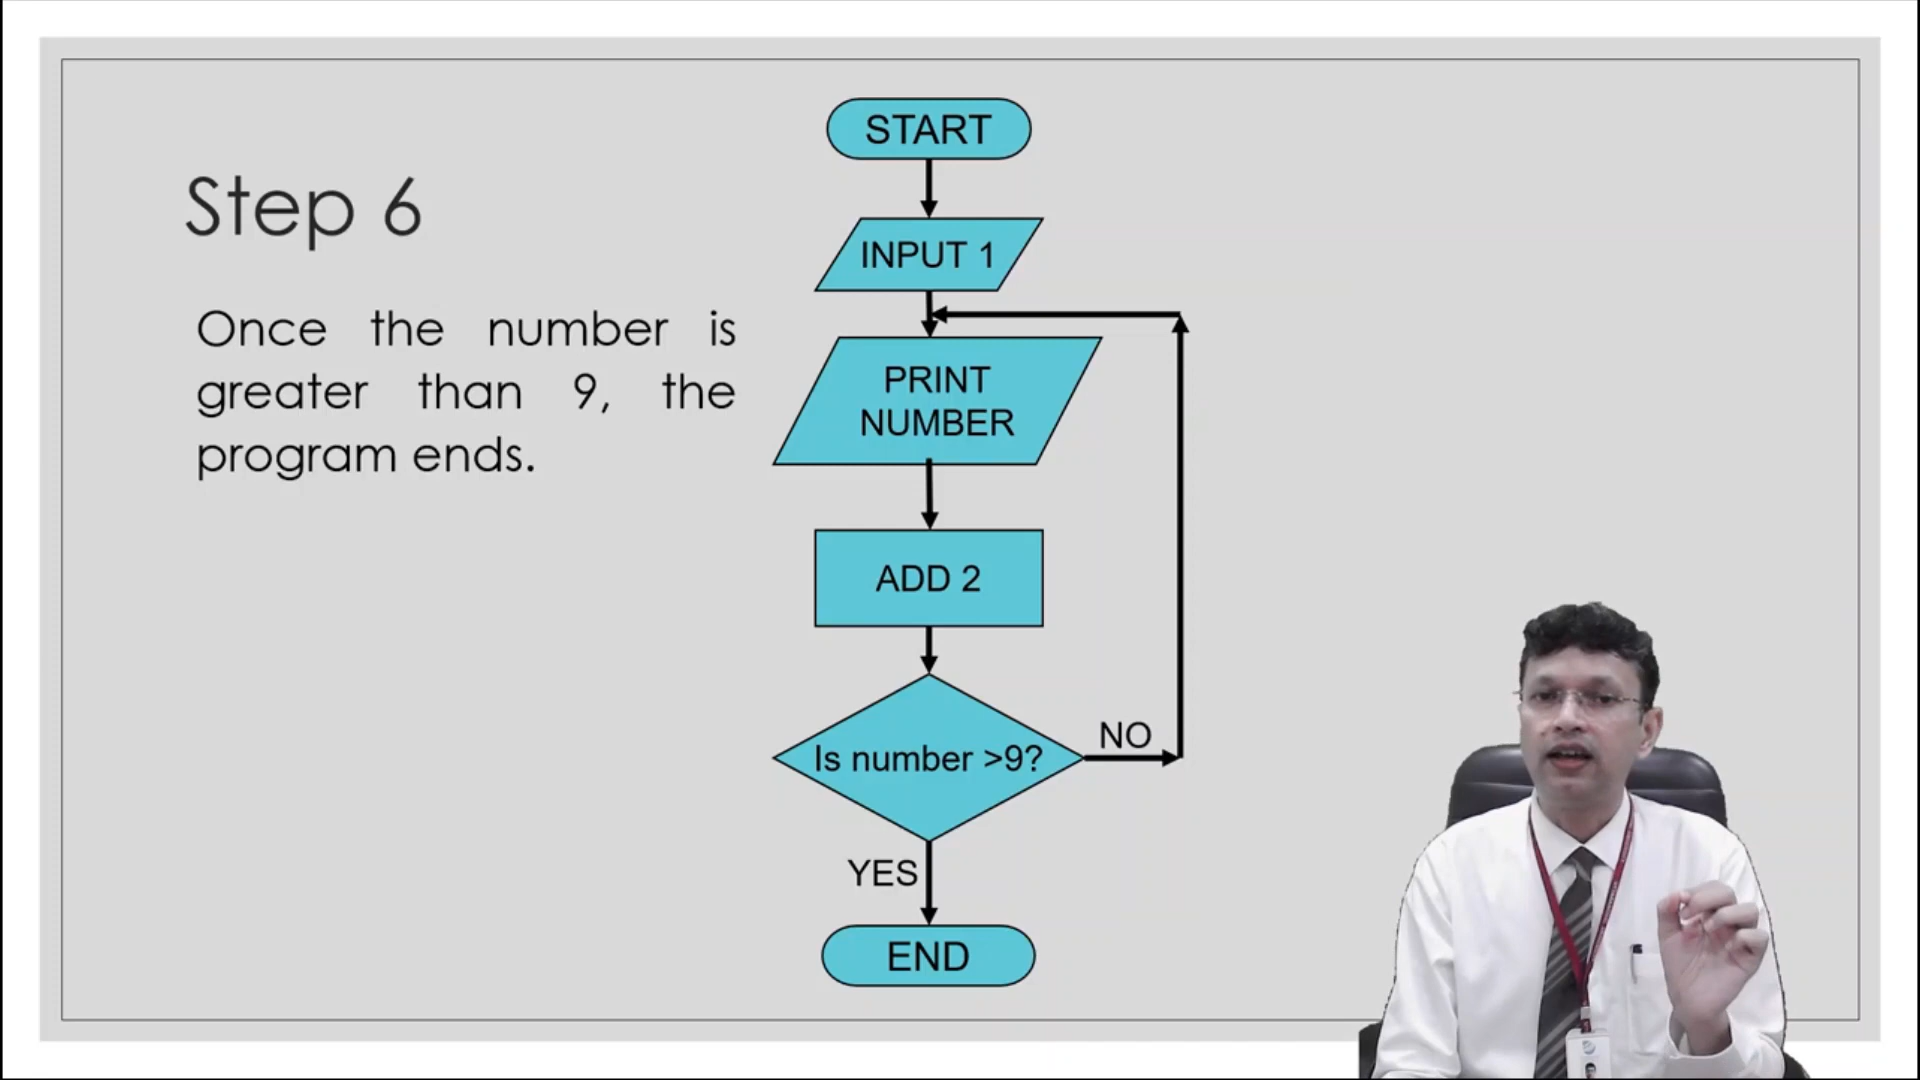 Step 6
Once the number is
greater than 9, the
program ends.
START
INPUT 1
PRINT
NUMBER
ADD 2
Is number >9?
NO
YES
END